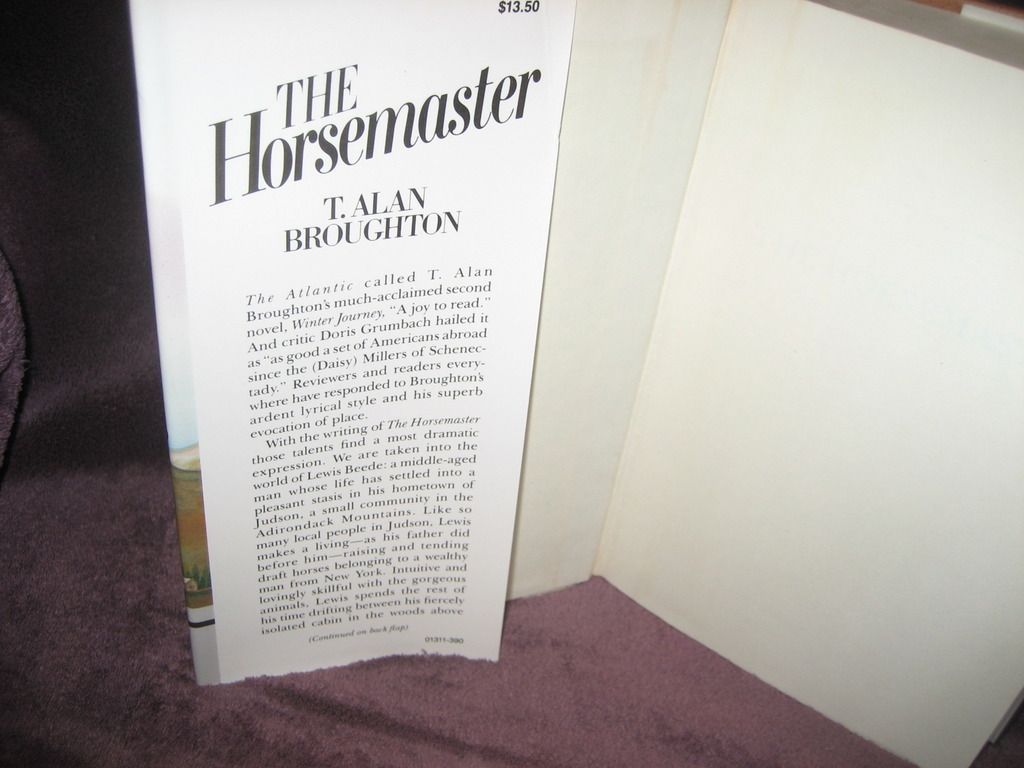 $13.50
THE
Horsemaster
T. ALAN
BROUGHTON
The Atlantic called T. Alan
Broughton's much-acclaimed second
novel, Winter Journey, "A joy to read."
And critic Doris Grumbach hailed it
as "as good a set of Americans abroad
since the (Daisy) Millers of Schenec-
tady." Reviewers and readers every-
where have responded to Broughton's
ardent lyrical style and his superb
evocation of place.
With the writing of The Horsemaster
those talents find a most dramatic
expression. We are taken into the
world of Lewis Beede: a middle-aged
man whose life has settled into a
pleasant stasis in his hometown of
Judson, a small community in the
Adirondack Mountains. Like so
many local people in Judson, Lewis
makes a living—as his father did
before him—raising and tending
draft horses belonging to a wealthy
man from New York. Intuitive and
lovingly skillful with the gorgeous
animals, Lewis spends the rest of
his time drifting between his fiercely
isolated cabin in the woods above
(Continued on back flap)
01311-390